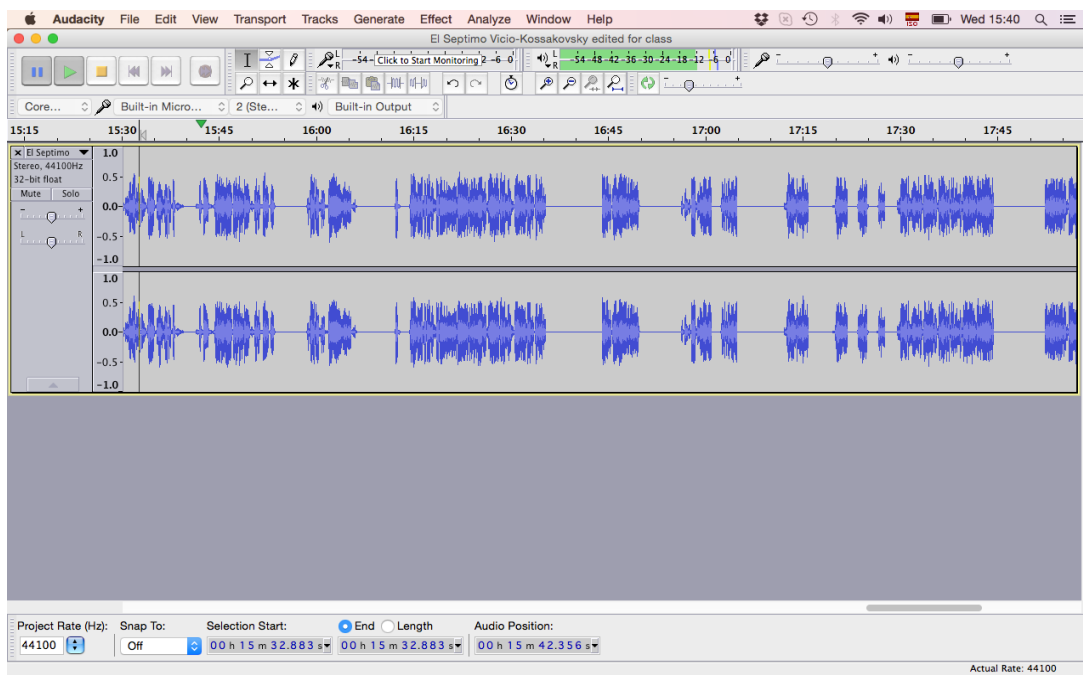 Audacity File Edit View Transport Tracks Generate Effect Analyze Window Help Wed 15:40
ISO
El Septimo Vicio-Kossakovsky edited for class
L R -54- Click to Start Monitoring 2 -6 0
L R -54 -48 -42 -36 -30 -24 -18 -12 -6 0
- +
- +
- +
Core... Built-in Micro... 2 (Ste... Built-in Output
15:15 15:30 15:45 16:00 16:15 16:30 16:45 17:00 17:15 17:30 17:45
El Septimo
Stereo, 44100Hz
32-bit float
Mute Solo
- +
L R
1.0
0.5
0.0
-0.5
-1.0
1.0
0.5
0.0
-0.5
-1.0
Project Rate (Hz): Snap To: Selection Start: End Length Audio Position:
44100 Off 00 h 15 m 32.883 s 00 h 15 m 32.883 s 00 h 15 m 42.356 s
Actual Rate: 44100